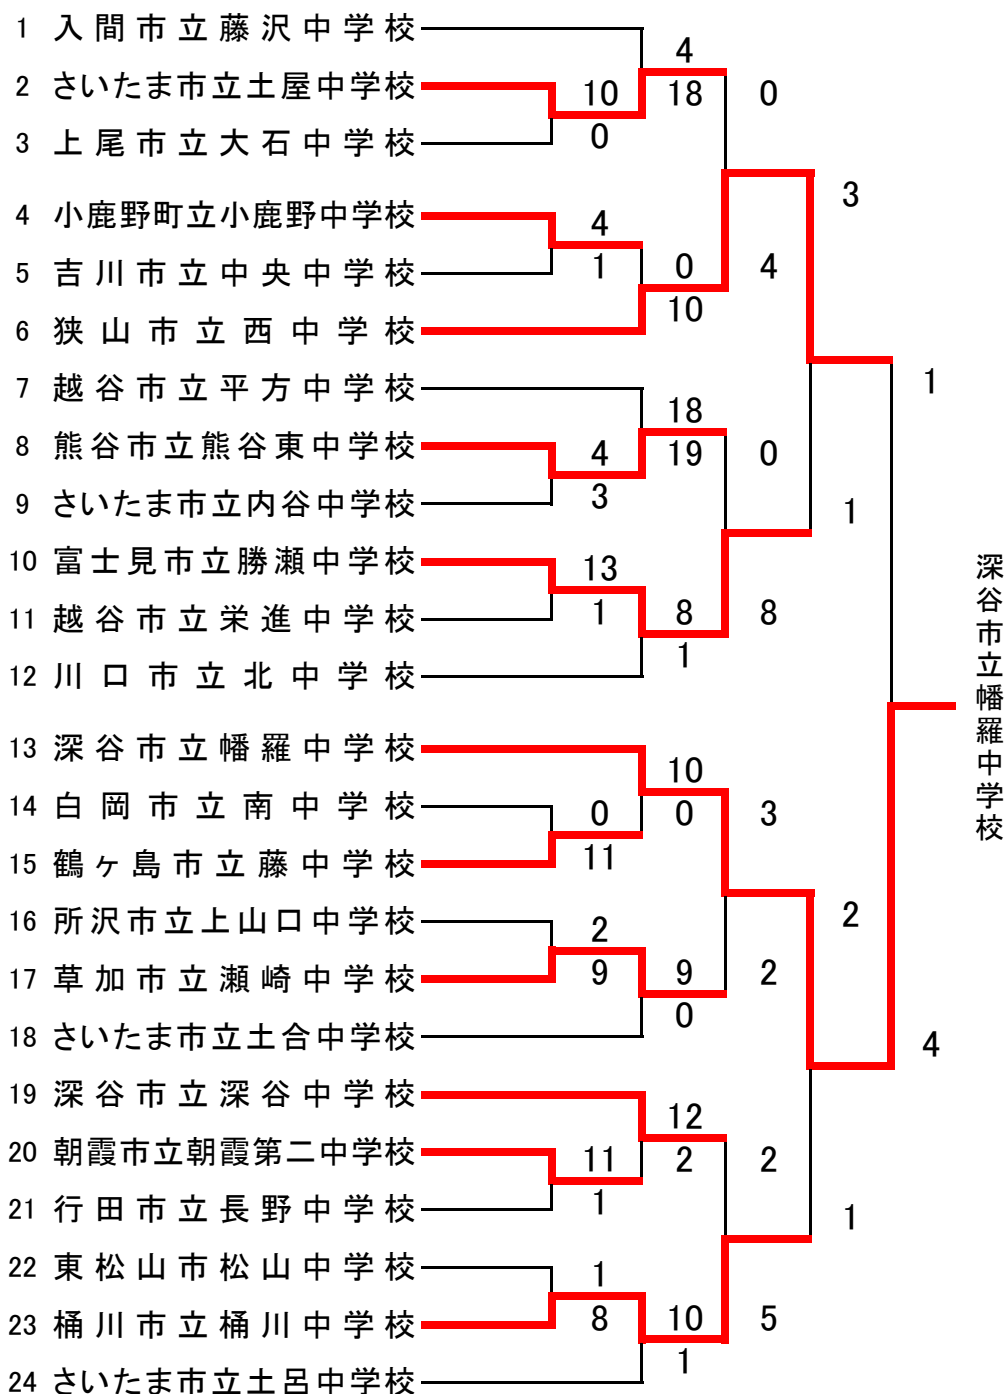 1 入間市立藤沢中学校
2 さいたま市立土屋中学校
3 上尾市立大石中学校
4 小鹿野町立小鹿野中学校
5 吉川市立中央中学校
6 狭山市立西中学校
7 越谷市立平方中学校
8 熊谷市立熊谷東中学校
9 さいたま市立内谷中学校
10 富士見市立勝瀬中学校
11 越谷市立栄進中学校
12 川口市立北中学校
13 深谷市立幡羅中学校
14 白岡市立南中学校
15 鶴ヶ島市立藤中学校
16 所沢市立上山口中学校
17 草加市立瀬崎中学校
18 さいたま市立土合中学校
19 深谷市立深谷中学校
20 朝霞市立朝霞第二中学校
21 行田市立長野中学校
22 東松山市松山中学校
23 桶川市立桶川中学校
24 さいたま市立土呂中学校
10
0
4
1
4
3
13
1
0
11
2
9
11
1
1
8
4
18
0
10
18
19
8
1
10
0
9
0
12
2
10
1
0
4
0
8
3
2
2
5
3
1
2
1
1
4
深谷市立幡羅中学校